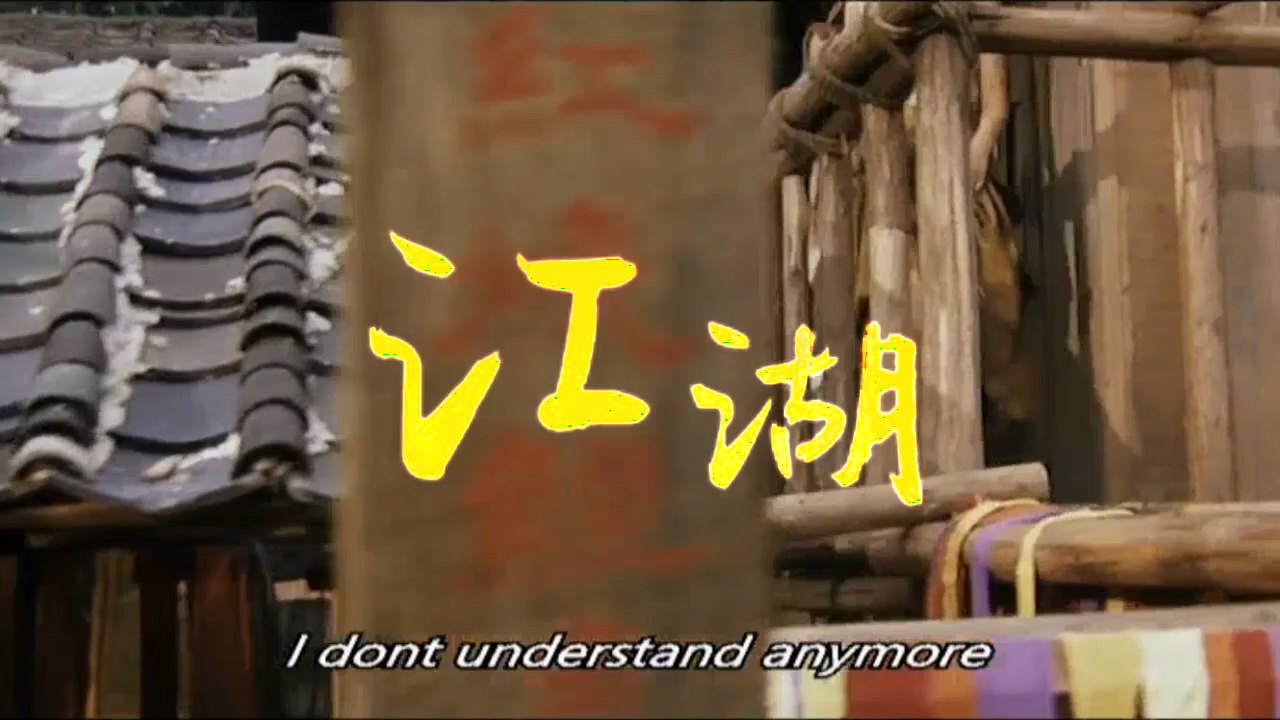 江湖
I dont understand anymore